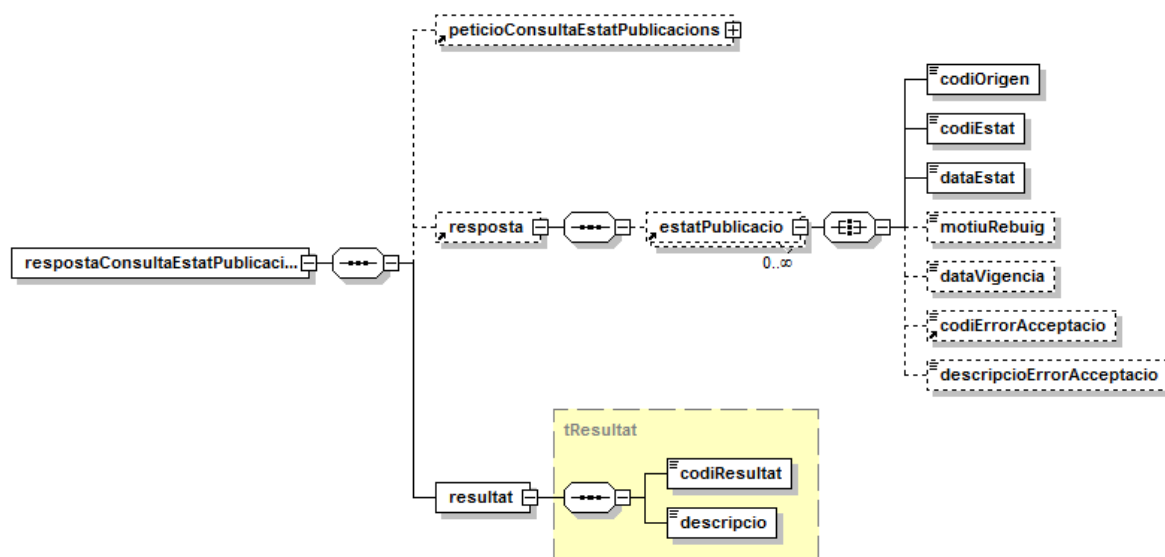 peticioConsultaEstatPublicacions
codiOrigen
codiEstat
dataEstat
resposta
estatPublicacio
0..∞
motiuRebuig
respostaConsultaEstatPublicaci...
dataVigencia
codiErrorAcceptacio
descripcioErrorAcceptacio
tResultat
resultat
codiResultat
descripcio